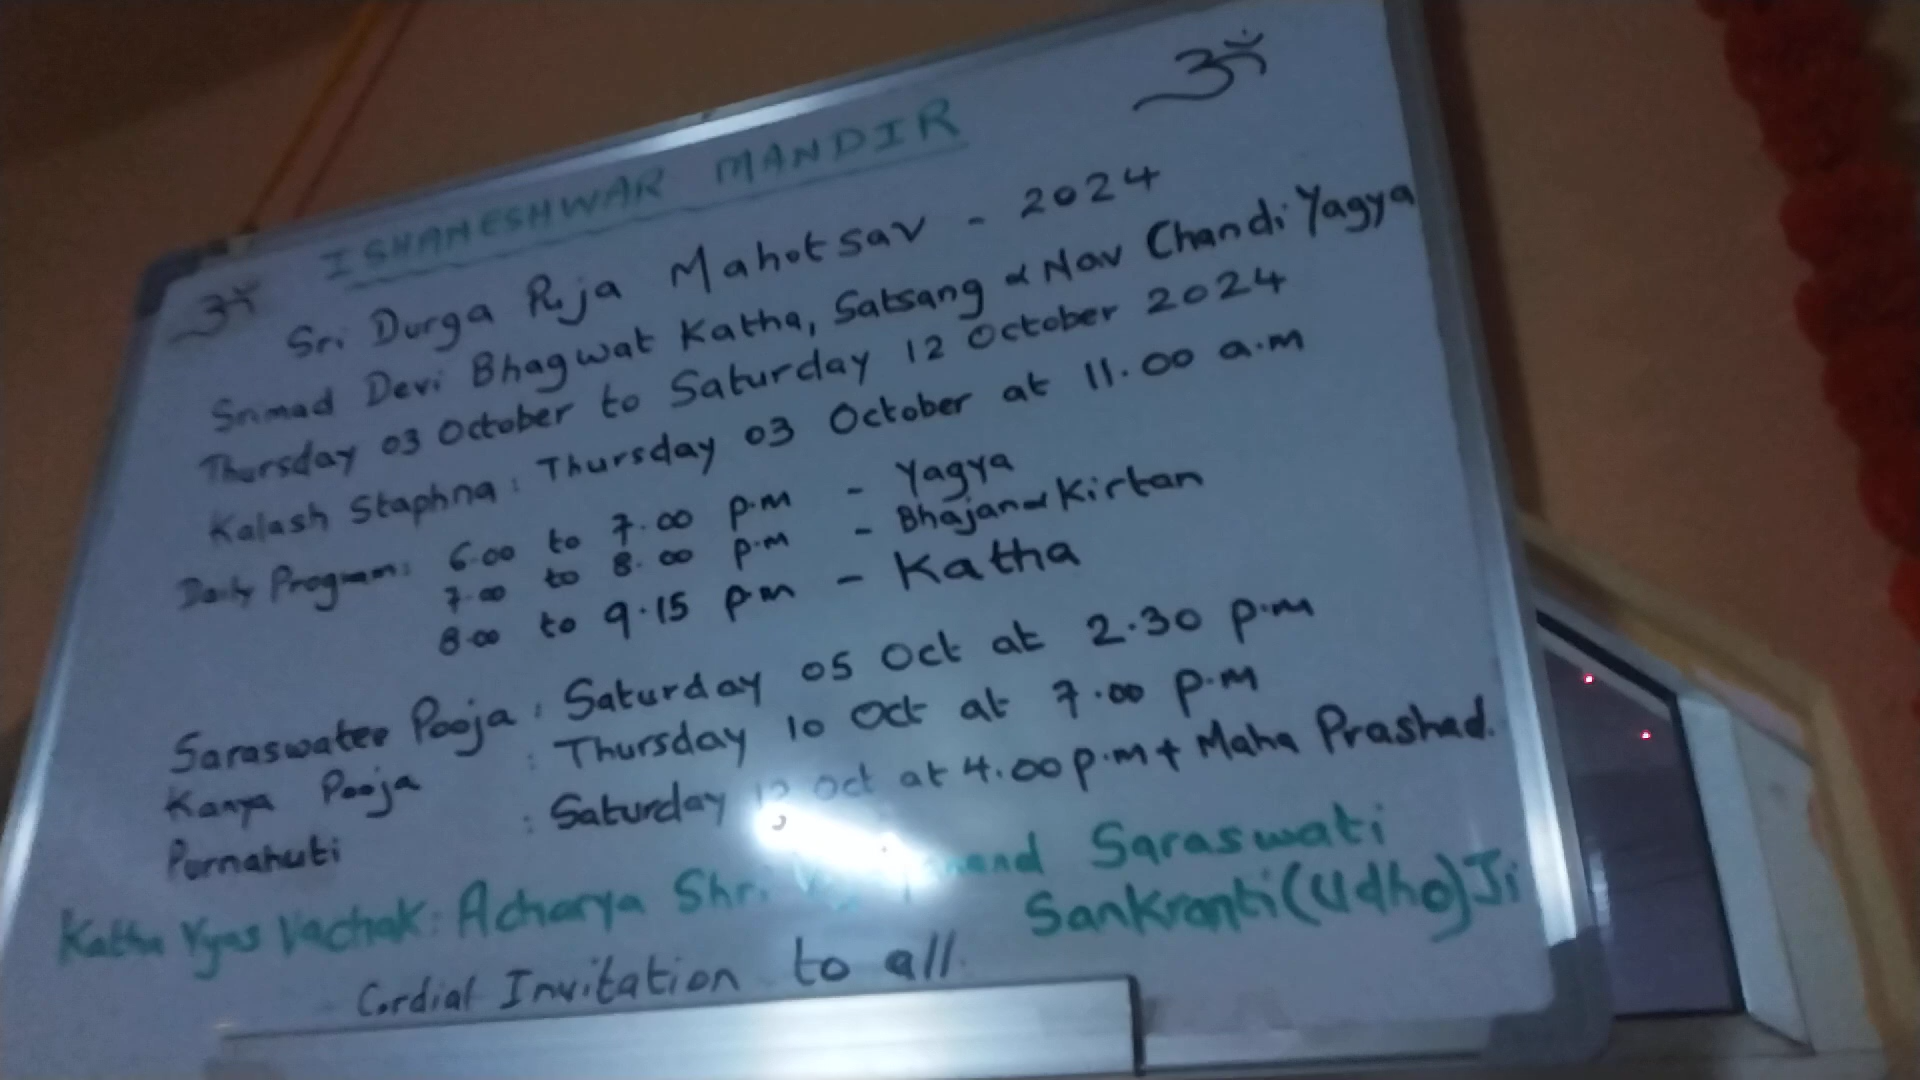 ॐ
ISHANESHWAR MANDIR
ॐ
Sri Durga Puja Mahotsav - 2024
Srimad Devi Bhagwat Katha, Satsang & Nav Chandi Yagya
Thursday 03 October to Saturday 12 October 2024
Kalash Staphna : Thursday 03 October at 11.00 a.m
Daily Program: 6.00 to 7.00 p.m - Yagya
7.00 to 8.00 p.m - Bhajan & Kirtan
8.00 to 9.15 p.m - Katha
Saraswatee Pooja : Saturday 05 Oct at 2.30 p.m
Kanya Pooja : Thursday 10 Oct at 7.00 p.m
Purnahuti : Saturday 12 Oct at 4.00 p.m + Maha Prashad.
Katha Vyas Vachak: Acharya Shri Saraswati
Sankranti (Udho) Ji
Cordial Invitation to all.